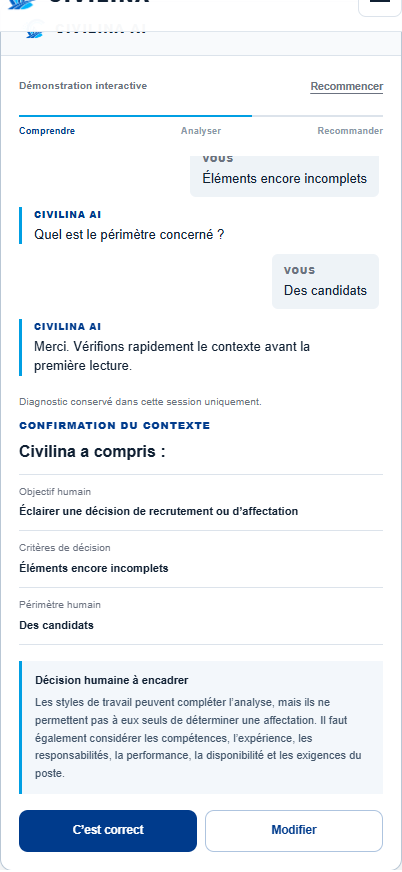 CIVILINA
CIVILINA AI
Démonstration interactive
Recommencer
Comprendre
Analyser
Recommander
VOUS
Éléments encore incomplets
CIVILINA AI
Quel est le périmètre concerné ?
VOUS
Des candidats
CIVILINA AI
Merci. Vérifions rapidement le contexte avant la
première lecture.
Diagnostic conservé dans cette session uniquement.
CONFIRMATION DU CONTEXTE
Civilina a compris :
Objectif humain
Éclairer une décision de recrutement ou d’affectation
Critères de décision
Éléments encore incomplets
Périmètre humain
Des candidats
Décision humaine à encadrer
Les styles de travail peuvent compléter l’analyse, mais ils ne
permettent pas à eux seuls de déterminer une affectation. Il faut
également considérer les compétences, l’expérience, les
responsabilités, la performance, la disponibilité et les exigences du
poste.
C’est correct
Modifier